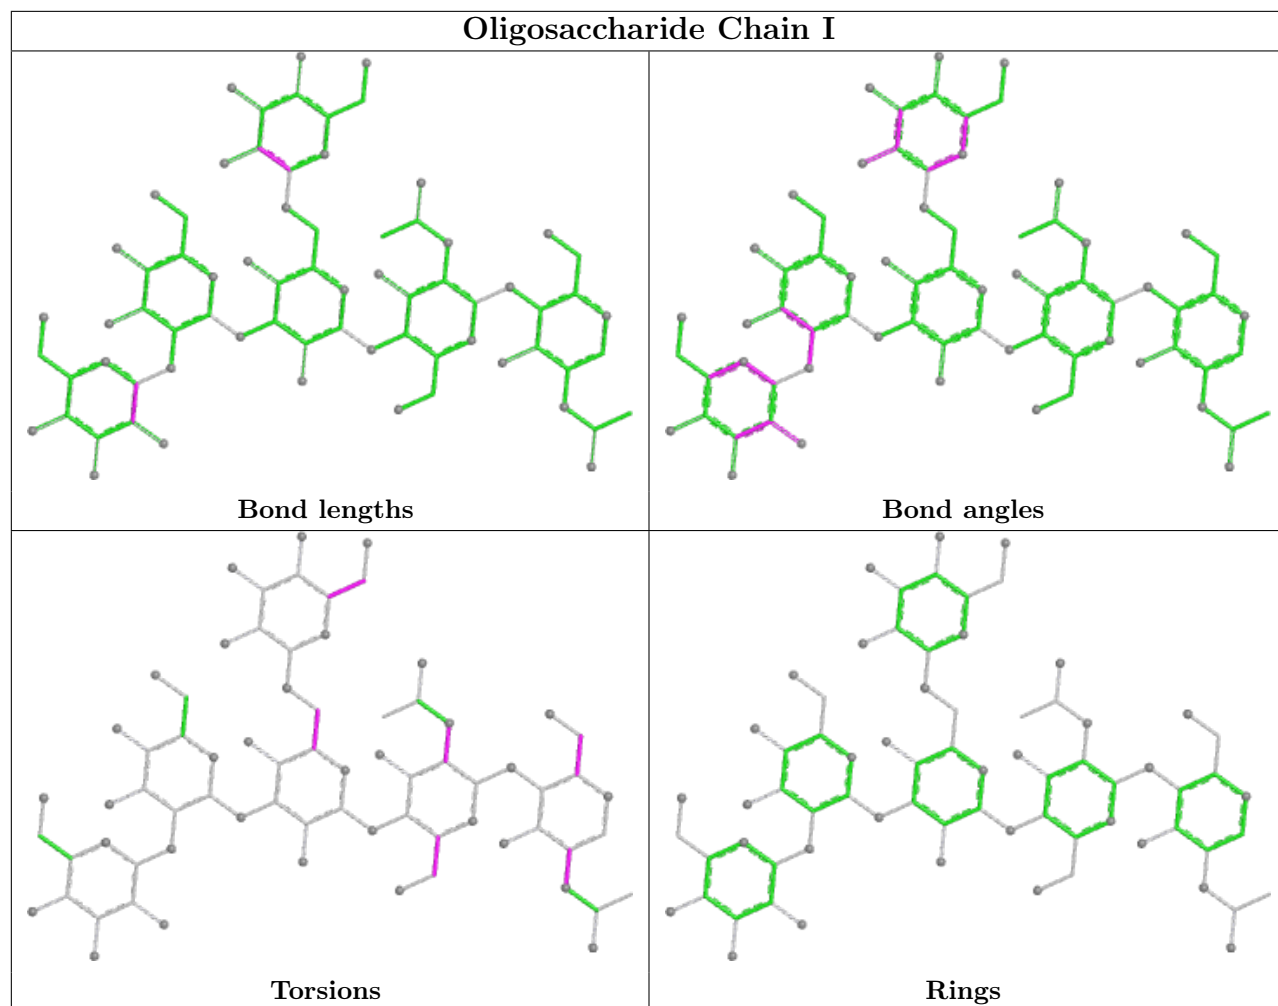 Oligosaccharide Chain I
Bond lengths
Bond angles
Torsions
Rings